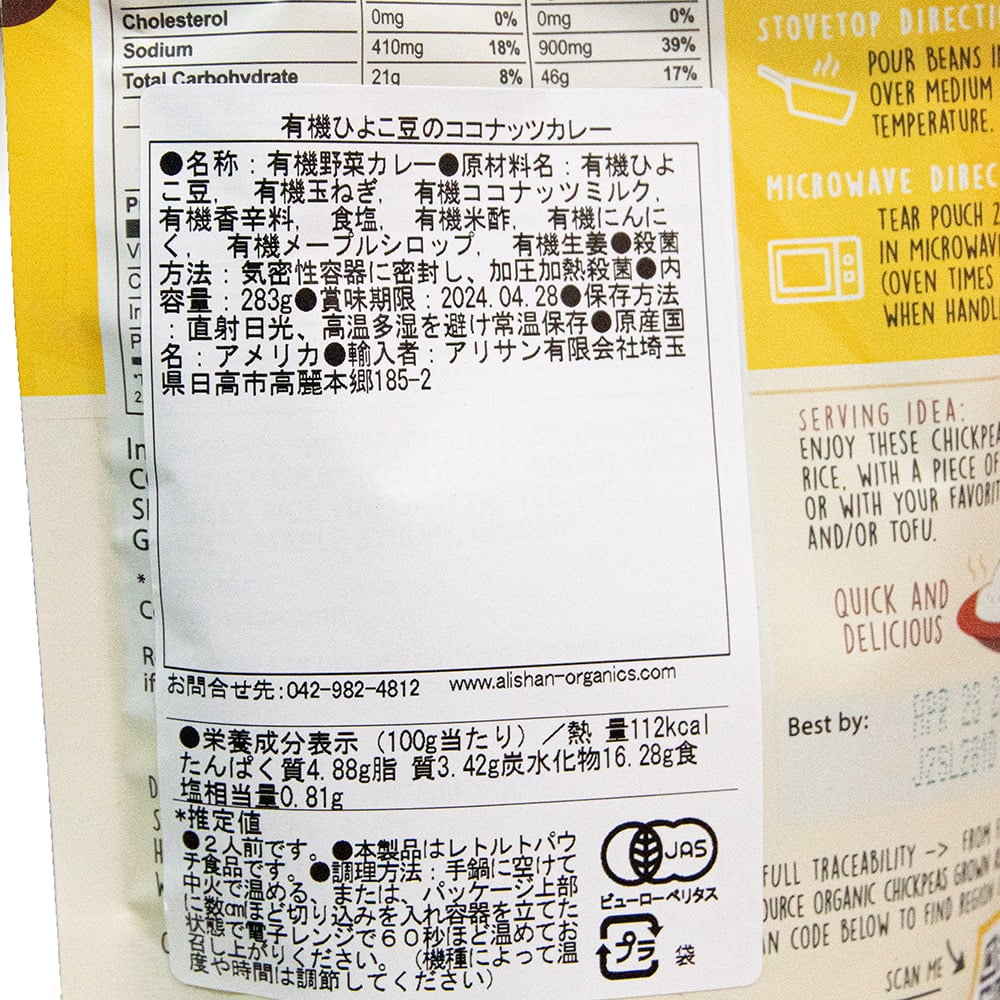 Cholesterol 0mg 0% 0mg 0%
Sodium 410mg 18% 900mg 39%
Total Carbohydrate 21g 8% 46g 17%
有機ひよこ豆のココナッツカレー
●名称：有機野菜カレー●原材料名：有機ひよ
こ豆, 有機玉ねぎ, 有機ココナッツミルク,
有機香辛料, 食塩, 有機米酢, 有機にんに
く, 有機メープルシロップ, 有機生姜●殺菌
方法：気密性容器に密封し、加圧加熱殺菌●内
容量：283g●賞味期限：2024.04.28●保存方法
：直射日光、高温多湿を避け常温保存●原産国
名：アメリカ●輸入者：アリサン有限会社埼玉
県日高市高麗本郷185-2
お問合せ先:042-982-4812 www.alishan-organics.com
●栄養成分表示（100g当たり）／熱 量112kcal
たんぱく質4.88g脂 質3.42g炭水化物16.28g食
塩相当量0.81g
*推定値
●２人前です。●本製品はレトルトパウ
チ食品です。●調理方法：手鍋に空けて
中火で温める、または、パッケージ上部
に数㎝ほど切り込みを入れ容器を立てた
状態で電子レンジで６０秒ほど温めてお
召し上がりください。（機種によって温
度や時間は調節してください）
JAS
ビューローベリタス
プラ 袋
STOVETOP
POUR BEANS
OVER MEDIUM
TEMPERATURE.
MICROWAVE
TEAR POUCH 2
IN
(OVEN TIMES
WHEN
SERVING IDEA:
ENJOY THESE
RICE, WITH A PIECE OF
OR WITH YOUR
AND/OR TOFU.
QUICK AND
DELICIOUS
Best by:
FULL TRACEABILITY -> FROM
ORGANIC CHICKPEAS GROWN
CODE BELOW TO FIND REGION
SCAN ME